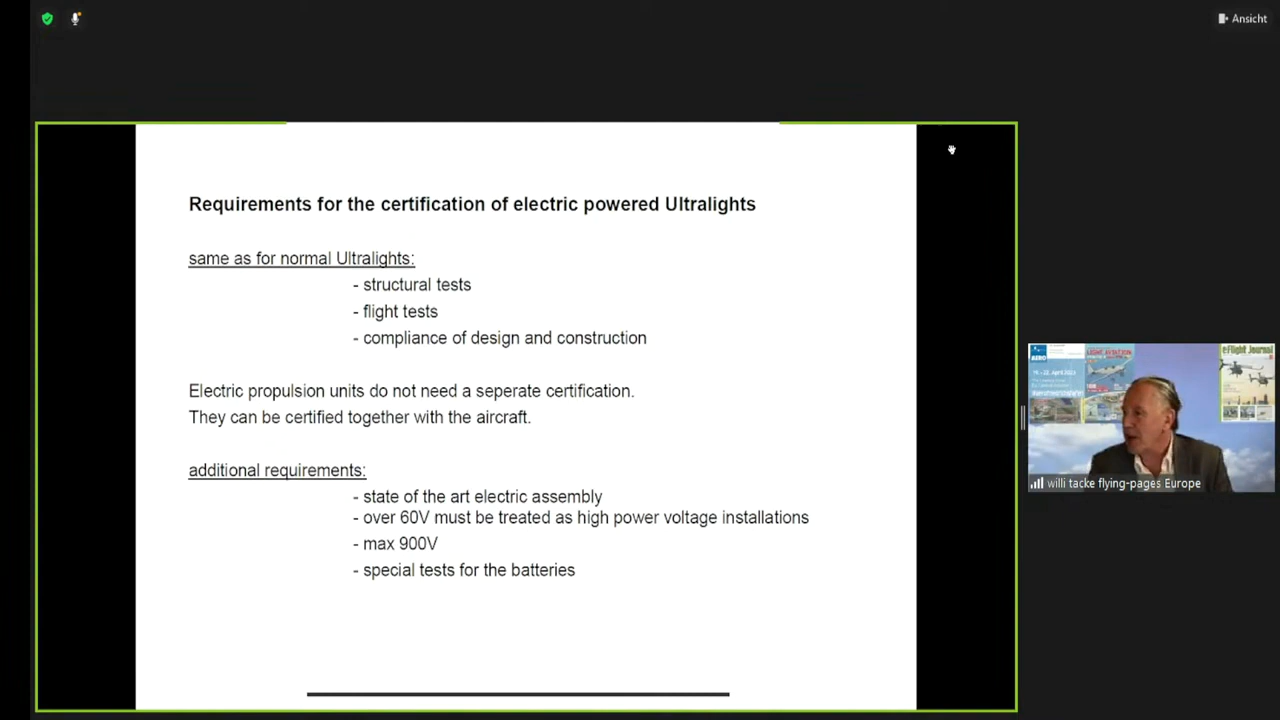 Ansicht
Requirements for the certification of electric powered Ultralights
same as for normal Ultralights:
- structural tests
- flight tests
- compliance of design and construction
Electric propulsion units do not need a seperate certification.
They can be certified together with the aircraft.
additional requirements:
- state of the art electric assembly
- over 60V must be treated as high power voltage installations
- max 900V
- special tests for the batteries
AERO
LIGHT AVIATION
eFlight Journal
willi tacke flying-pages Europe